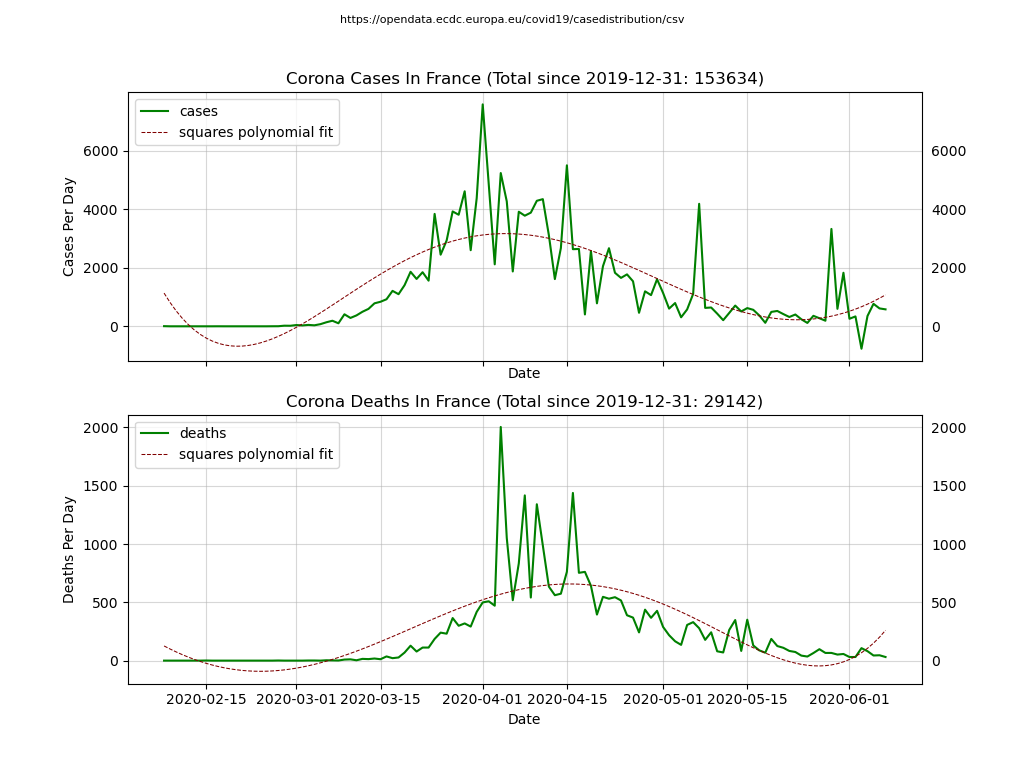 https://opendata.ecdc.europa.eu/covid19/casedistribution/csv
Corona Cases In France (Total since 2019-12-31: 153634)
cases
squares polynomial fit
Cases Per Day
6000
4000
2000
0
6000
4000
2000
0
Date
Corona Deaths In France (Total since 2019-12-31: 29142)
deaths
squares polynomial fit
Deaths Per Day
2000
1500
1000
500
0
2000
1500
1000
500
0
2020-02-15 2020-03-01 2020-03-15 2020-04-01 2020-04-15 2020-05-01 2020-05-15 2020-06-01
Date